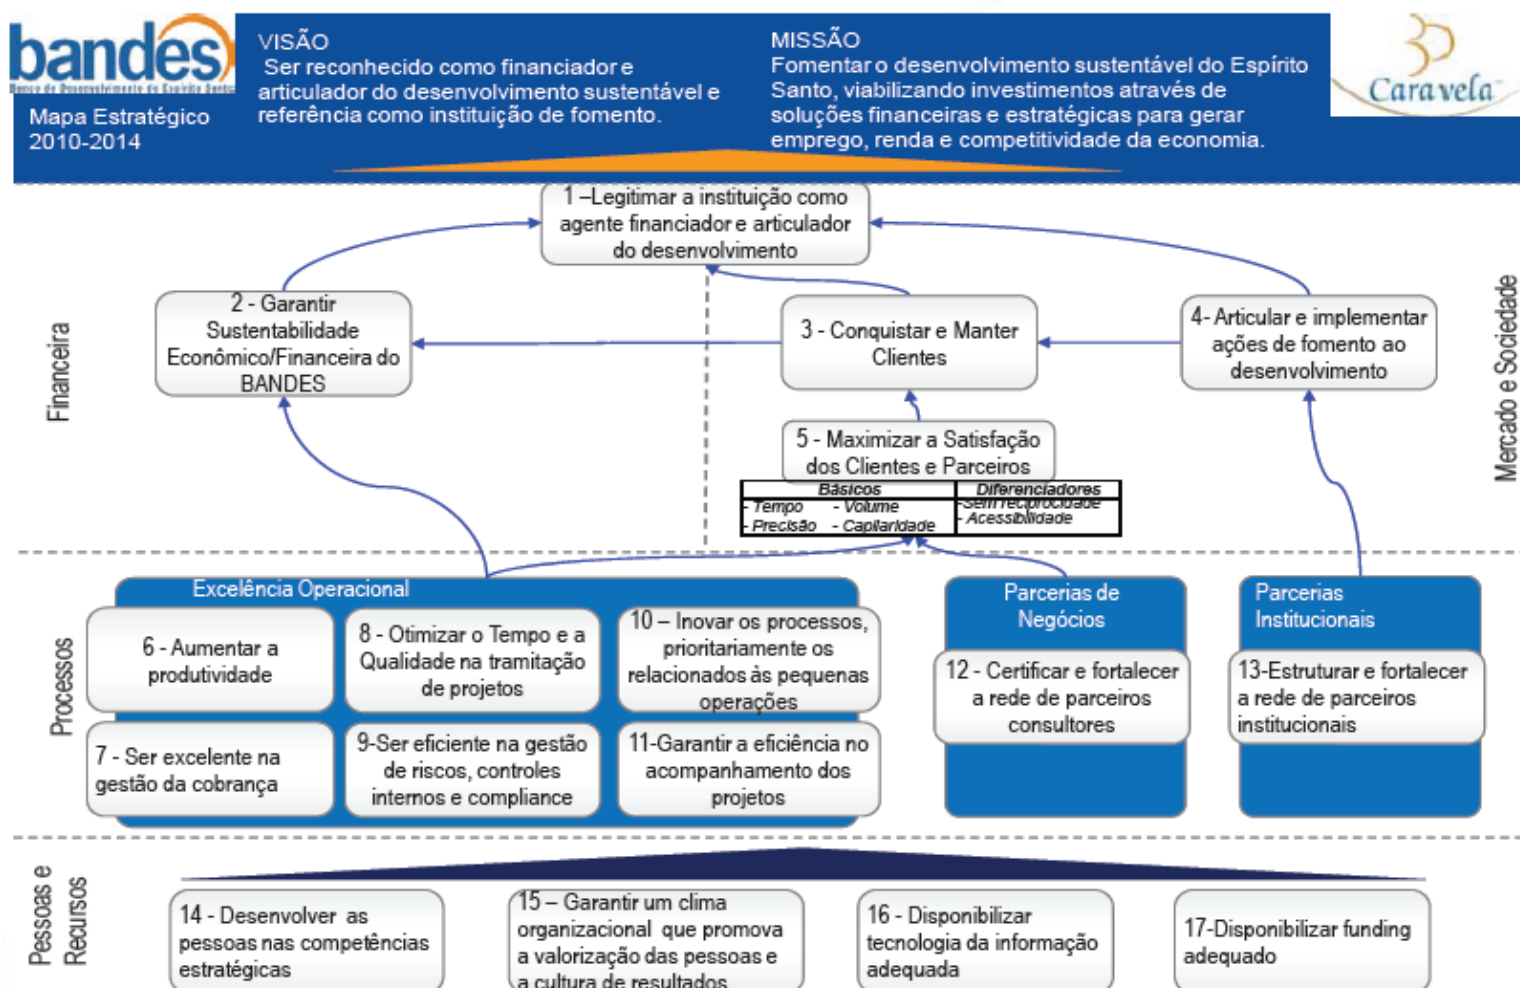 bandes
Banco de Desenvolvimento do Espírito Santo
Mapa Estratégico
2010-2014
VISÃO
Ser reconhecido como financiador e
articulador do desenvolvimento sustentável e
referência como instituição de fomento.
MISSÃO
Fomentar o desenvolvimento sustentável do Espírito
Santo, viabilizando investimentos através de
soluções financeiras e estratégicas para gerar
emprego, renda e competitividade da economia.
Caravela
1 –Legitimar a instituição como
agente financiador e articulador
do desenvolvimento
Financeira
2 - Garantir
Sustentabilidade
Econômico/Financeira do
BANDES
3 - Conquistar e Manter
Clientes
4- Articular e implementar
ações de fomento ao
desenvolvimento
Mercado e Sociedade
5 - Maximizar a Satisfação
dos Clientes e Parceiros
Básicos
Diferenciadores
- Tempo - Volume
- Precisão - Capilaridade
-Sem reciprocidade
- Acessibilidade
Processos
Excelência Operacional
6 - Aumentar a
produtividade
8 - Otimizar o Tempo e a
Qualidade na tramitação
de projetos
10 – Inovar os processos,
prioritariamente os
relacionados às pequenas
operações
7 - Ser excelente na
gestão da cobrança
9-Ser eficiente na gestão
de riscos, controles
internos e compliance
11-Garantir a eficiência no
acompanhamento dos
projetos
Parcerias de
Negócios
12 - Certificar e fortalecer
a rede de parceiros
consultores
Parcerias
Institucionais
13-Estruturar e fortalecer
a rede de parceiros
institucionais
Pessoas e
Recursos
14 - Desenvolver as
pessoas nas competências
estratégicas
15 – Garantir um clima
organizacional que promova
a valorização das pessoas e
a cultura de resultados
16 - Disponibilizar
tecnologia da informação
adequada
17-Disponibilizar funding
adequado